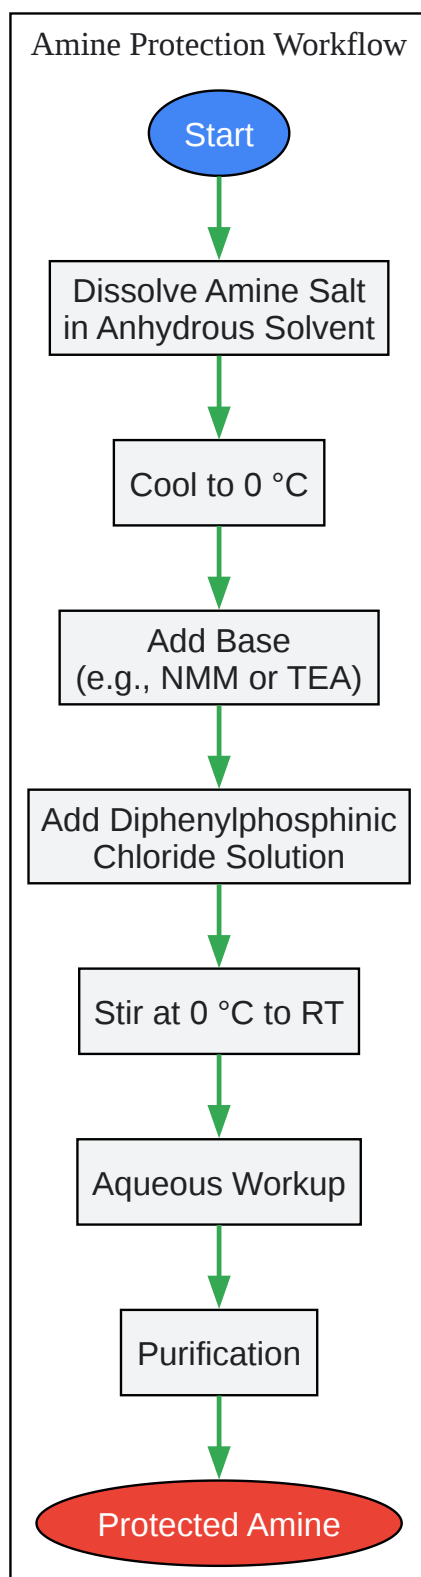 Amine Protection Workflow
Start
Dissolve Amine Salt
in Anhydrous Solvent
Cool to 0 °C
Add Base
(e.g., NMM or TEA)
Add Diphenylphosphinic
Chloride Solution
Stir at 0 °C to RT
Aqueous Workup
Purification
Protected Amine